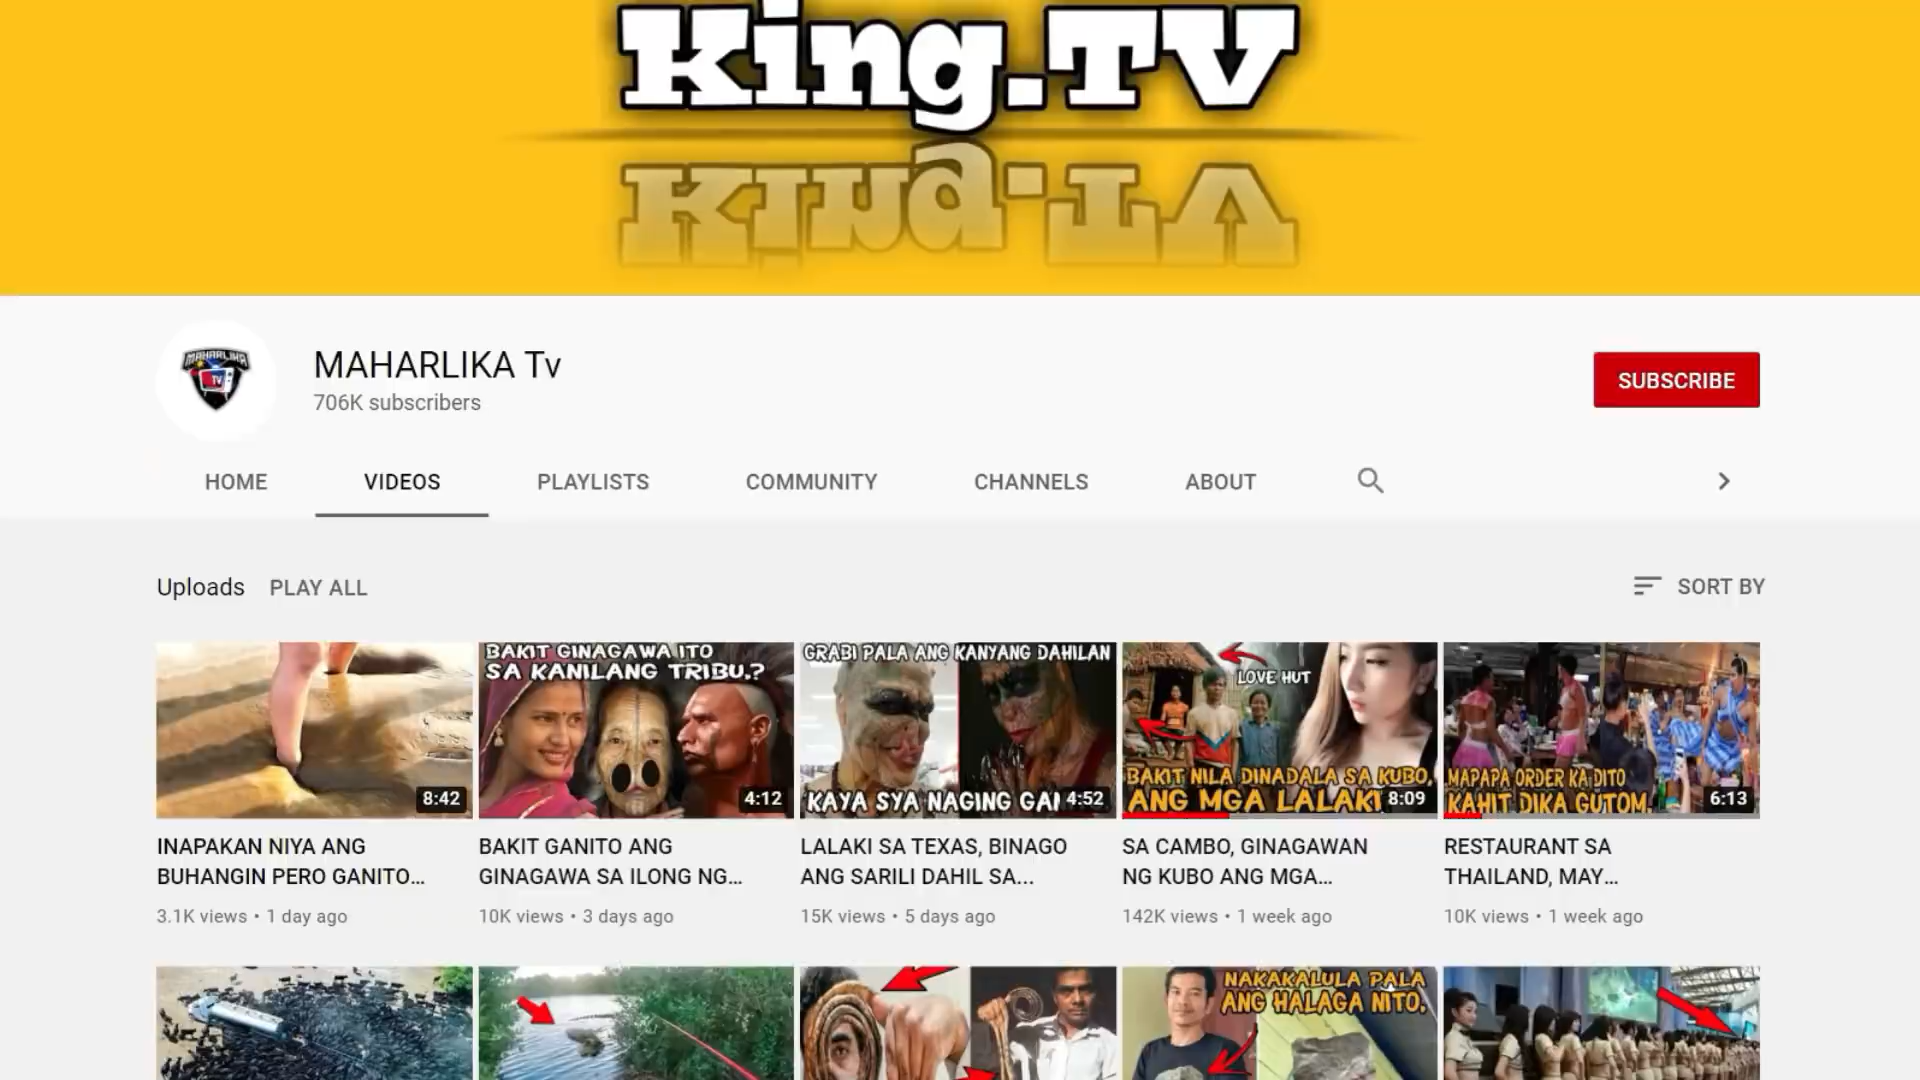 King.TV
MAHARLIKA
TV
MAHARLIKA Tv
706K subscribers
SUBSCRIBE
HOME
VIDEOS
PLAYLISTS
COMMUNITY
CHANNELS
ABOUT
Uploads
PLAY ALL
SORT BY
8:42
BAKIT GINAGAWA ITO
SA KANILANG TRIBU.?
4:12
GRABI PALA ANG KANYANG DAHILAN
KAYA SYA NAGING
4:52
LOVE HUT
BAKIT NILA DINADALA SA KUBO,
ANG MGA LALAKI
8:09
MAPAPA ORDER KA DITO
KAHIT DIKA GUTOM.
6:13
INAPAKAN NIYA ANG
BUHANGIN PERO GANITO...
3.1K views • 1 day ago
BAKIT GANITO ANG
GINAGAWA SA ILONG NG...
10K views • 3 days ago
LALAKI SA TEXAS, BINAGO
ANG SARILI DAHIL SA...
15K views • 5 days ago
SA CAMBO, GINAGAWAN
NG KUBO ANG MGA...
142K views • 1 week ago
RESTAURANT SA
THAILAND, MAY...
10K views • 1 week ago
NAKAKALULA PALA
ANG HALAGA NITO.